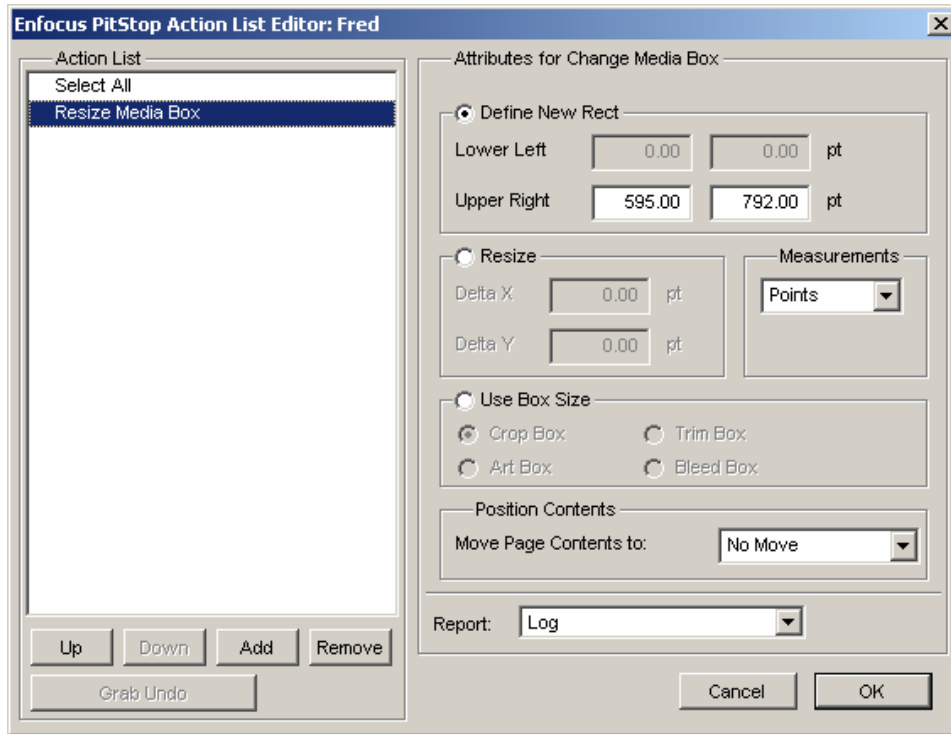 Enfocus PitStop Action List Editor: Fred
Action List
Select All
Resize Media Box
Up Down Add Remove
Grab Undo
Attributes for Change Media Box
Define New Rect
Lower Left 0.00 0.00 pt
Upper Right 595.00 792.00 pt
Resize
Delta X 0.00 pt
Delta Y 0.00 pt
Measurements
Points
Use Box Size
Crop Box Trim Box
Art Box Bleed Box
Position Contents
Move Page Contents to: No Move
Report: Log
Cancel OK